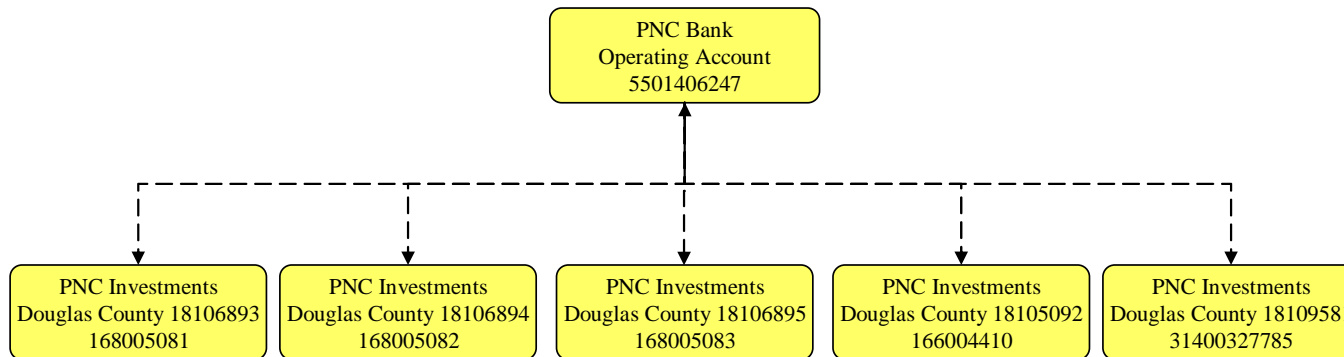 PNC Bank
Operating Account
5501406247
PNC Investments
Douglas County 18106893
168005081
PNC Investments
Douglas County 18106894
168005082
PNC Investments
Douglas County 18106895
168005083
PNC Investments
Douglas County 18105092
166004410
PNC Investments
Douglas County 1810958
31400327785